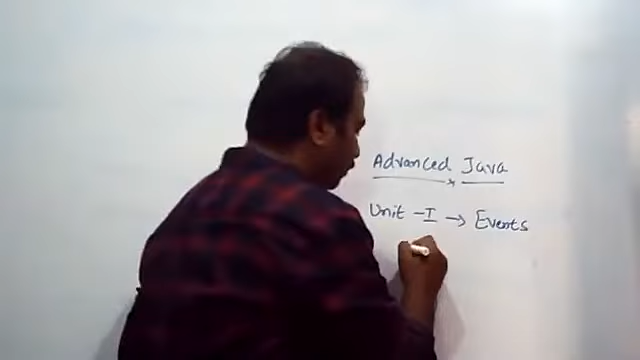 Advanced Java
Unit - I → Events